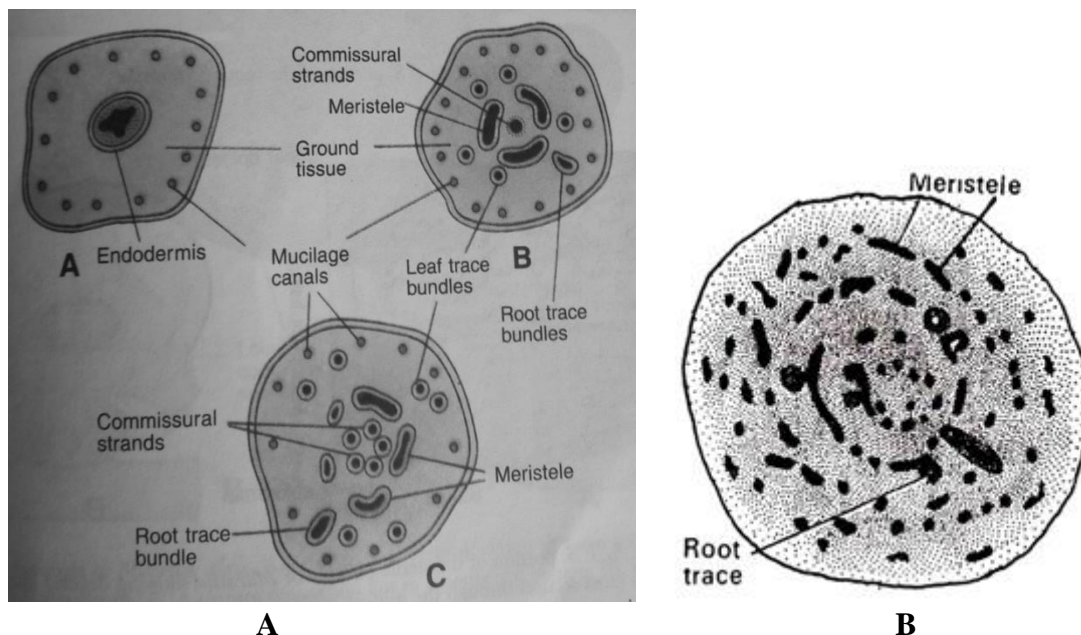 Commissural
strands
Meristele
Ground
tissue
A
Endodermis
Mucilage
canals
B
Leaf trace
bundles
Root trace
bundles
Commissural
strands
Meristele
Root trace
bundle
C
A
Meristele
Root
trace
B